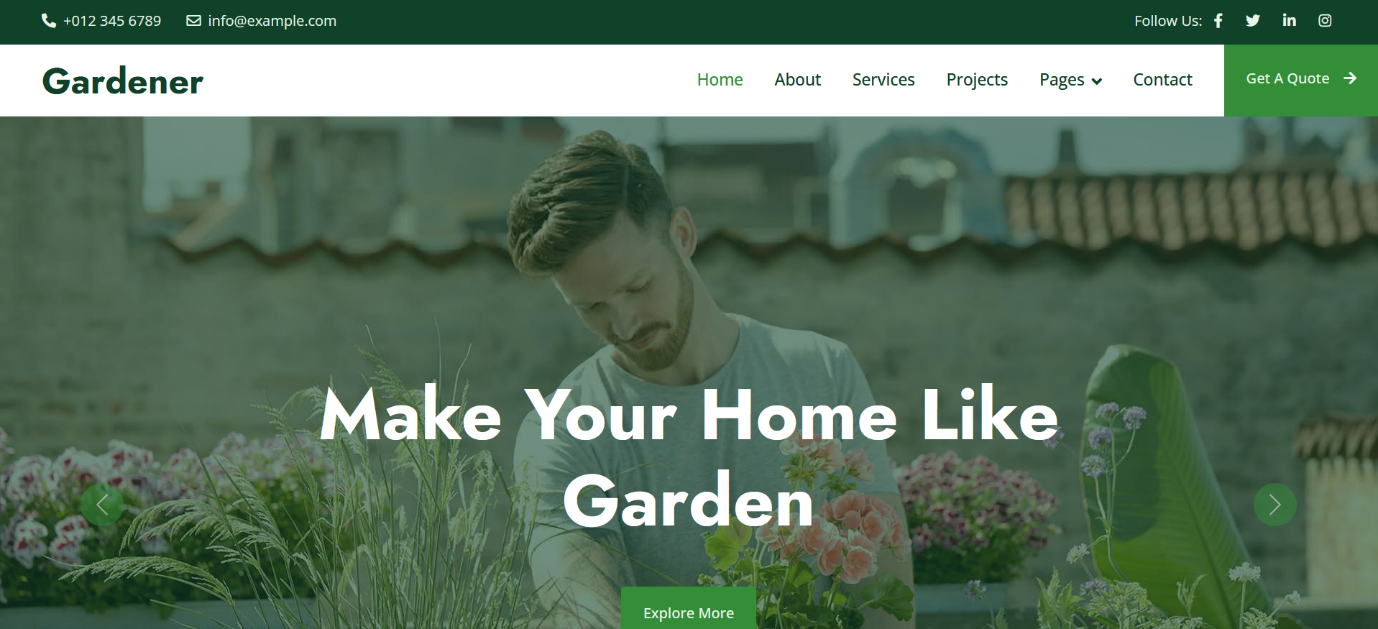 +012 345 6789 info@example.com Follow Us:
Gardener Home About Services Projects Pages Contact Get A Quote
Make Your Home Like
Garden
Explore More